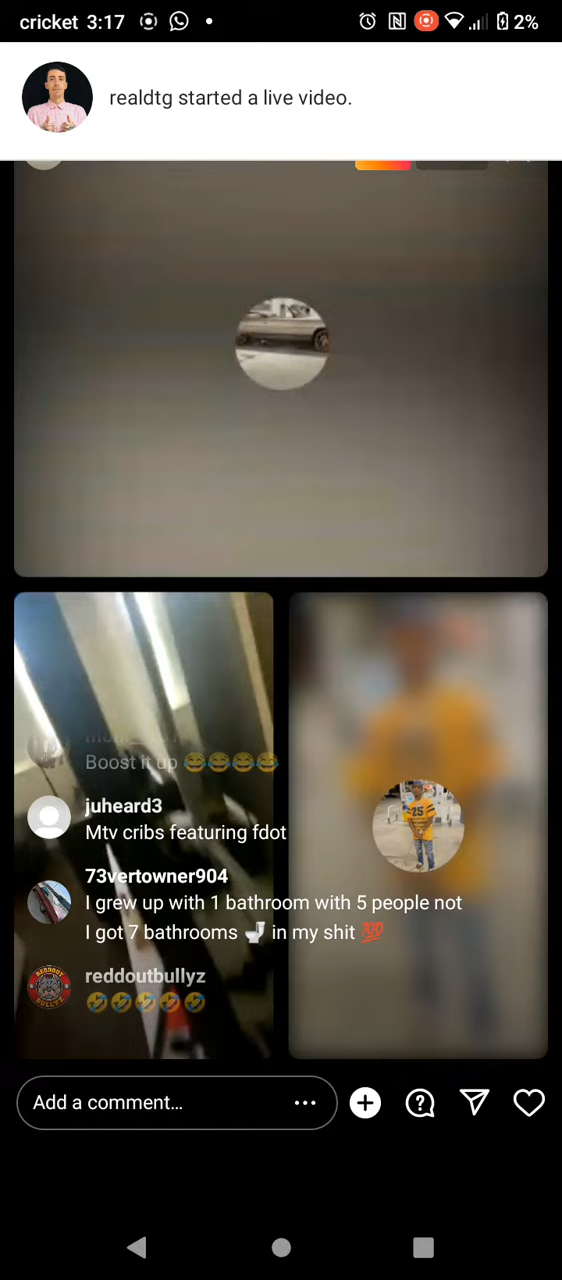 cricket 3:17 2%
realdtg started a live video.
Boost it up 😂😂😂😂
juheard3
Mtv cribs featuring fdot
73vertowner904
I grew up with 1 bathroom with 5 people not
I got 7 bathrooms 🚽 in my shit 💯
reddoutbullyz
🤣🤣🤣🤣🤣
Add a comment...
25